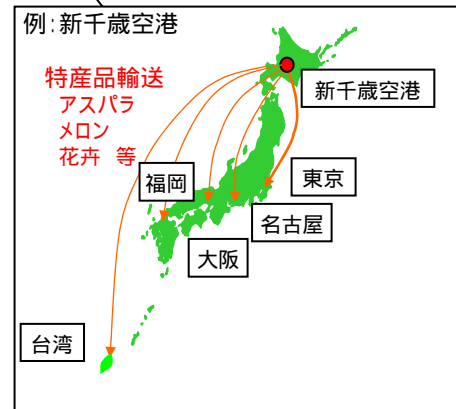 例:新千歳空港
特産品輸送
アスパラ
メロン
花卉 等
新千歳空港
福岡
東京
名古屋
大阪
台湾